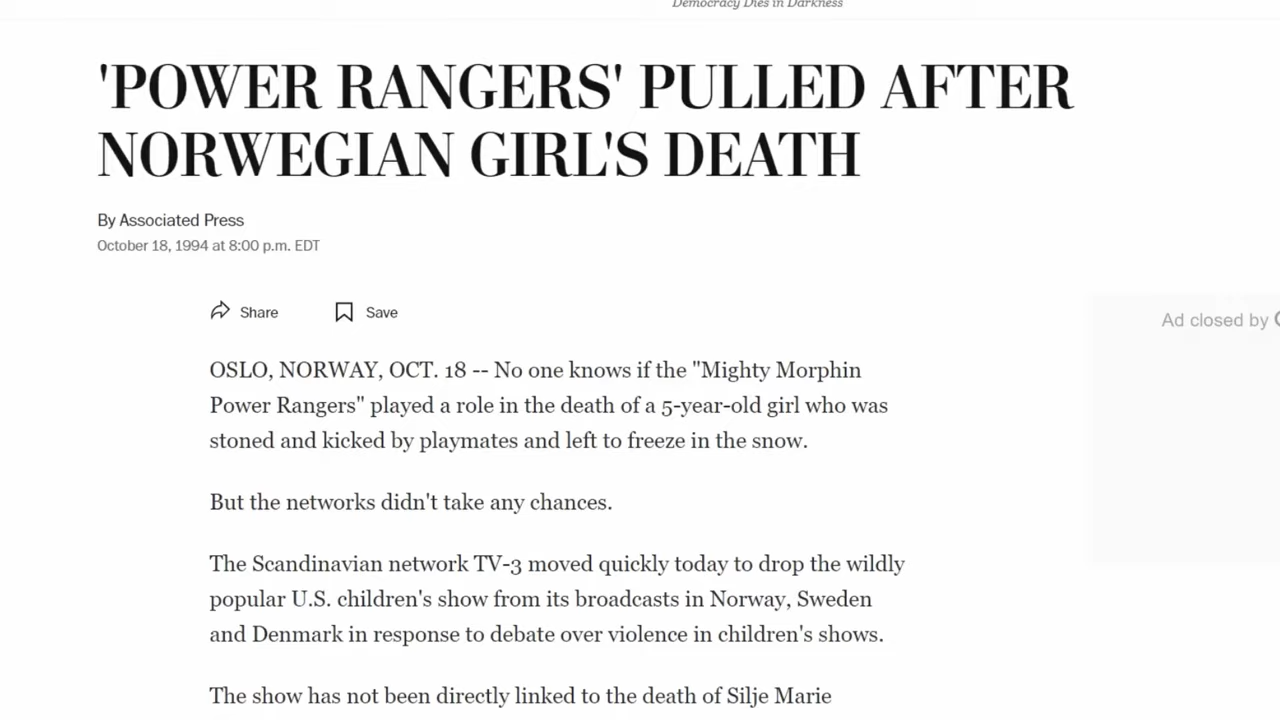 Democracy Dies in Darkness
'POWER RANGERS' PULLED AFTER
NORWEGIAN GIRL'S DEATH
By Associated Press
October 18, 1994 at 8:00 p.m. EDT
Share Save
Ad closed by
OSLO, NORWAY, OCT. 18 -- No one knows if the "Mighty Morphin
Power Rangers" played a role in the death of a 5-year-old girl who was
stoned and kicked by playmates and left to freeze in the snow.
But the networks didn't take any chances.
The Scandinavian network TV-3 moved quickly today to drop the wildly
popular U.S. children's show from its broadcasts in Norway, Sweden
and Denmark in response to debate over violence in children's shows.
The show has not been directly linked to the death of Silje Marie